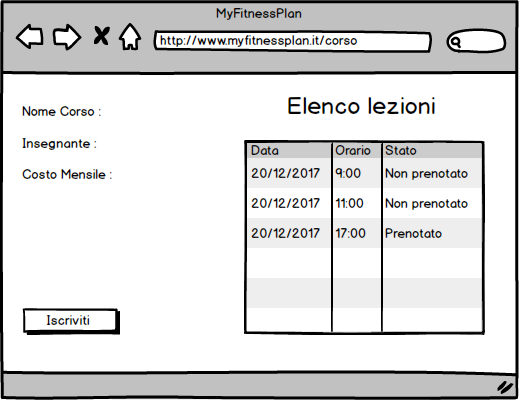 MyFitnessPlan
http://www.myfitnessplan.it/corso
Nome Corso :
Insegnante :
Costo Mensile :
Iscriviti
Elenco lezioni
Data Orario Stato
20/12/2017 9:00 Non prenotato
20/12/2017 11:00 Non prenotato
20/12/2017 17:00 Prenotato